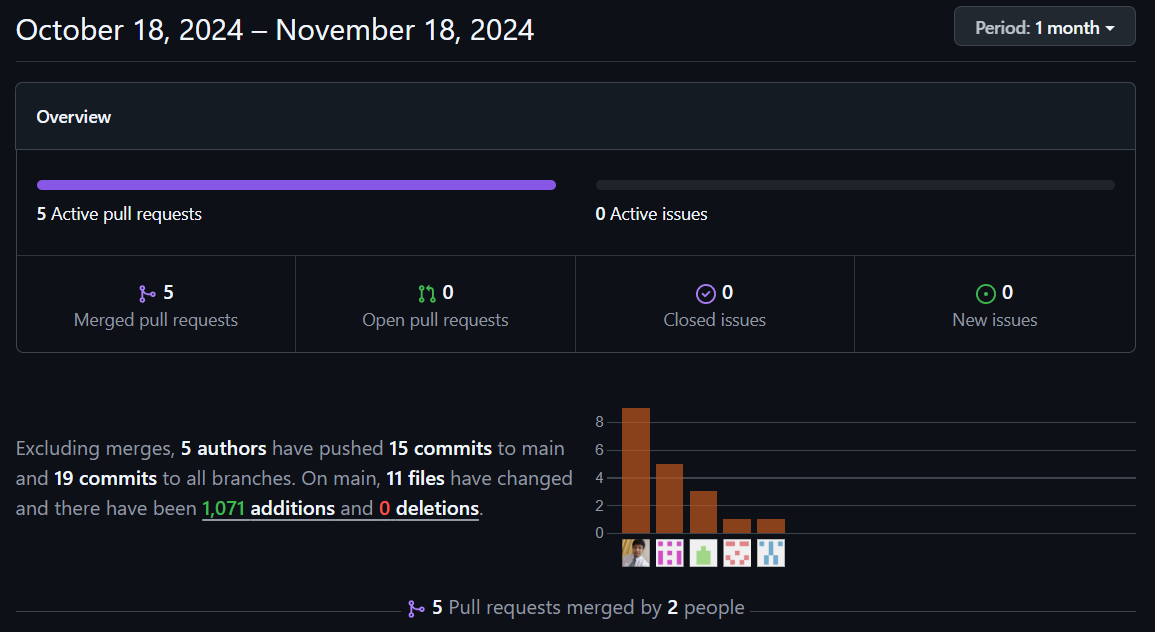 October 18, 2024 – November 18, 2024
Period: 1 month
Overview
5 Active pull requests
0 Active issues
5
Merged pull requests
0
Open pull requests
0
Closed issues
0
New issues
Excluding merges, 5 authors have pushed 15 commits to main
and 19 commits to all branches. On main, 11 files have changed
and there have been 1,071 additions and 0 deletions.
8
6
4
2
0
5 Pull requests merged by 2 people